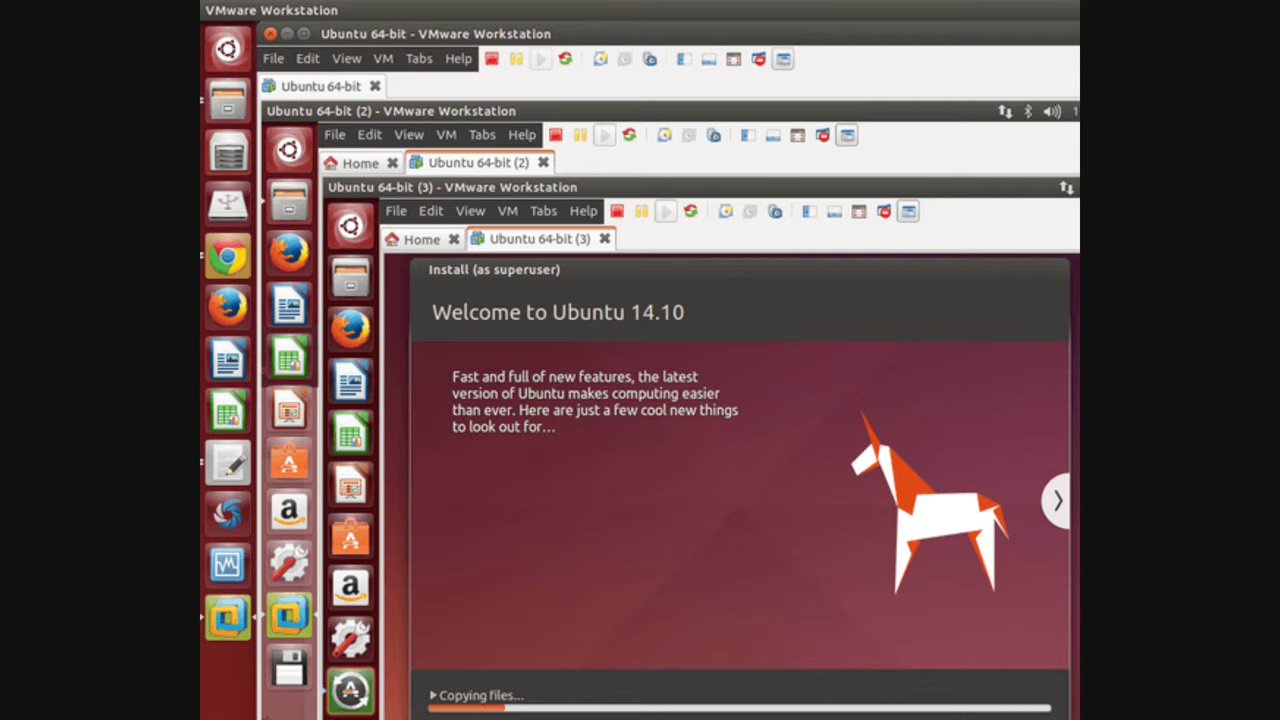 VMware Workstation
Ubuntu 64-bit - VMware Workstation
File Edit View VM Tabs Help
Ubuntu 64-bit
Ubuntu 64-bit (2) - VMware Workstation
File Edit View VM Tabs Help
Home Ubuntu 64-bit (2)
Ubuntu 64-bit (3) - VMware Workstation
File Edit View VM Tabs Help
Home Ubuntu 64-bit (3)
Install (as superuser)
Welcome to Ubuntu 14.10
Fast and full of new features, the latest
version of Ubuntu makes computing easier
than ever. Here are just a few cool new things
to look out for...
Copying files...